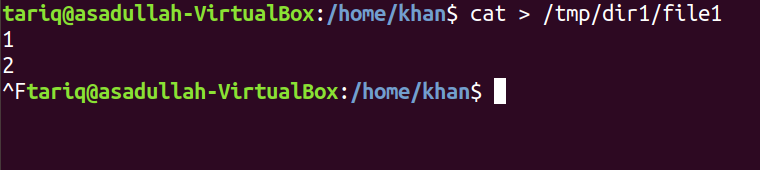 tariq@asadullah-VirtualBox:/home/khan$ cat > /tmp/dir1/file1
1
2
^Ftariq@asadullah-VirtualBox:/home/khan$